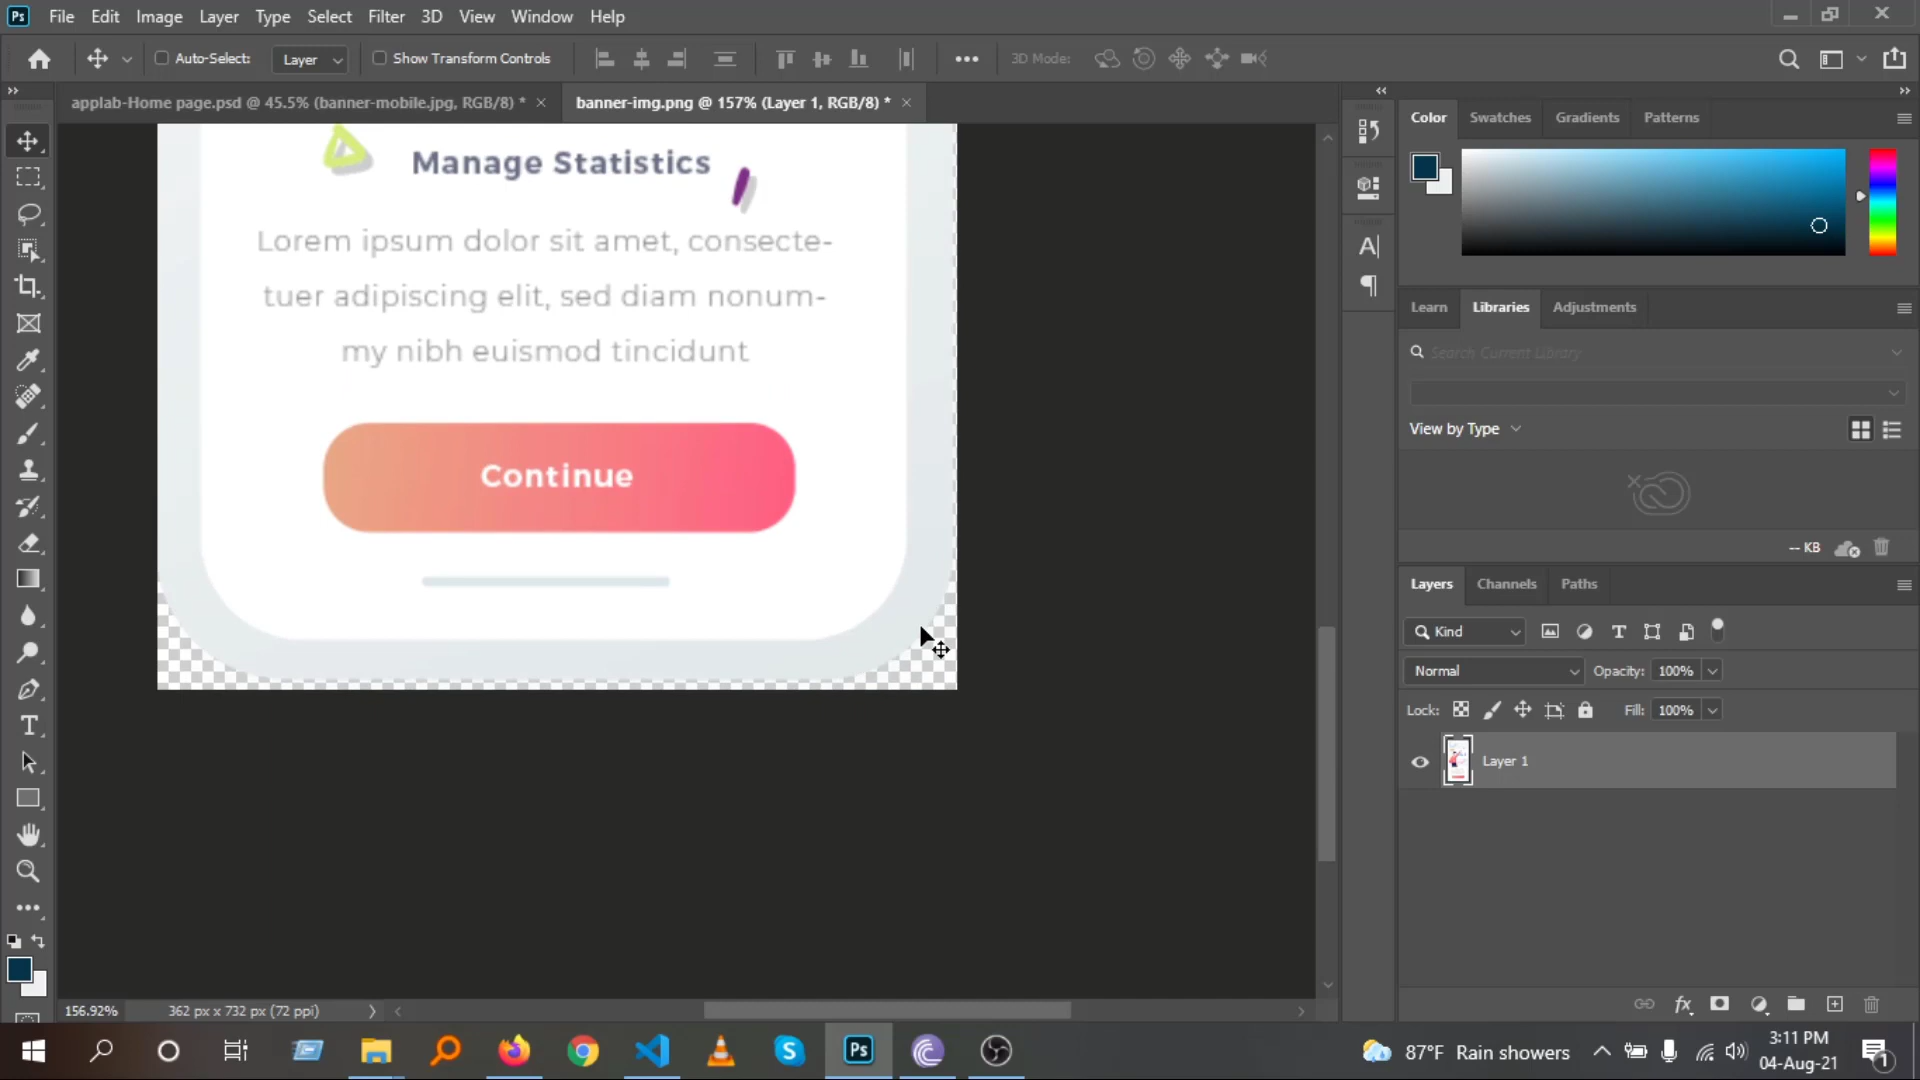 Ps File Edit Image Layer Type Select Filter 3D View Window Help
Auto-Select: Layer Show Transform Controls 3D Mode:
applab-Home page.psd @ 45.5% (banner-mobile.jpg, RGB/8) * banner-img.png @ 157% (Layer 1, RGB/8) *
Color Swatches Gradients Patterns
Manage Statistics
Lorem ipsum dolor sit amet, consecte-
tuer adipiscing elit, sed diam nonum-
my nibh euismod tincidunt
Continue
Learn Libraries Adjustments
Search Current Library
View by Type
-- KB
Layers Channels Paths
Kind
Normal Opacity: 100%
Lock: Fill: 100%
Layer 1
156.92% 362 px x 732 px (72 ppi)
Ps 87°F Rain showers 3:11 PM
04-Aug-21 1